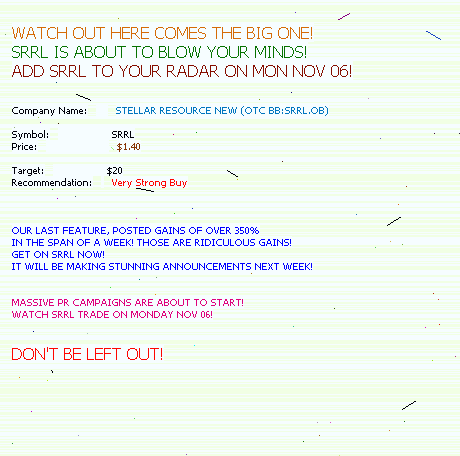 WATCH OUT HERE COMES THE BIG ONE!
SRRL IS ABOUT TO BLOW YOUR MINDS!
ADD SRRL TO YOUR RADAR ON MON NOV 06!
Company Name: STELLAR RESOURCE NEW (OTC BB:SRRL.OB)
Symbol: SRRL
Price: $1.40
Target: $20
Recommendation: Very Strong Buy
OUR LAST FEATURE, POSTED GAINS OF OVER 350%
IN THE SPAN OF A WEEK! THOSE ARE RIDICULOUS GAINS!
GET ON SRRL NOW!
IT WILL BE MAKING STUNNING ANNOUNCEMENTS NEXT WEEK!
MASSIVE PR CAMPAIGNS ARE ABOUT TO START!
WATCH SRRL TRADE ON MONDAY NOV 06!
DON'T BE LEFT OUT!